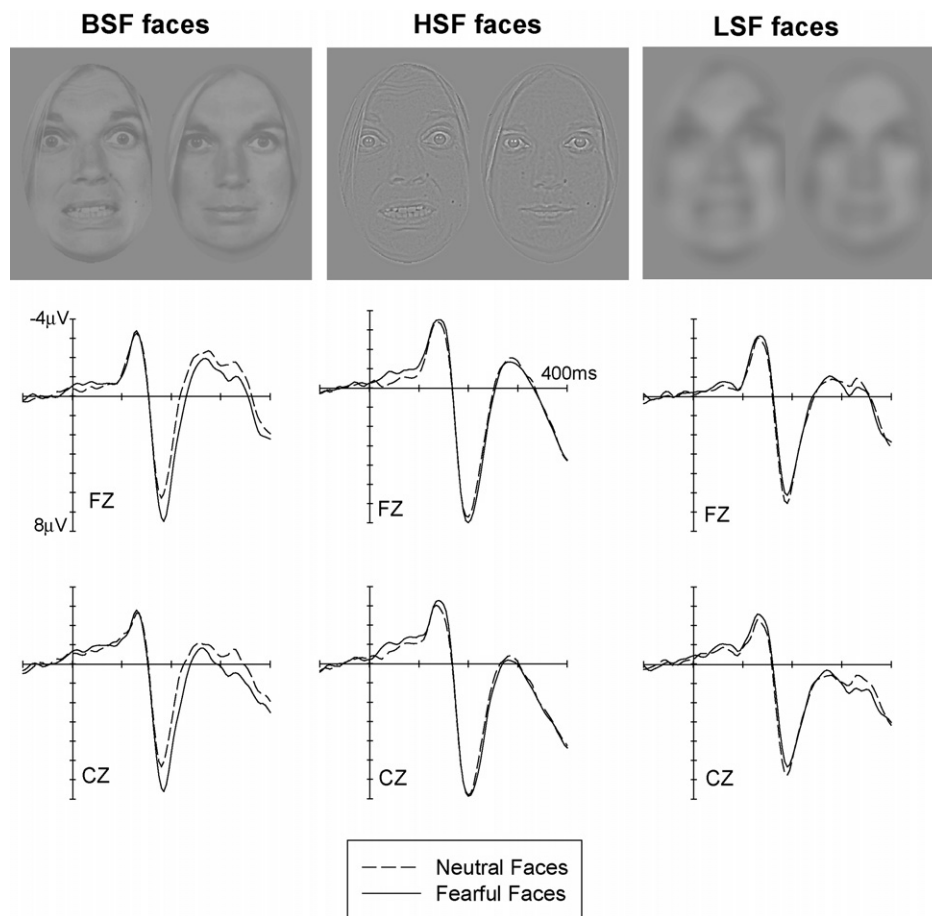 BSF faces
HSF faces
LSF faces
-4μV
400ms
FZ
FZ
FZ
8μV
CZ
CZ
CZ
Neutral Faces
Fearful Faces